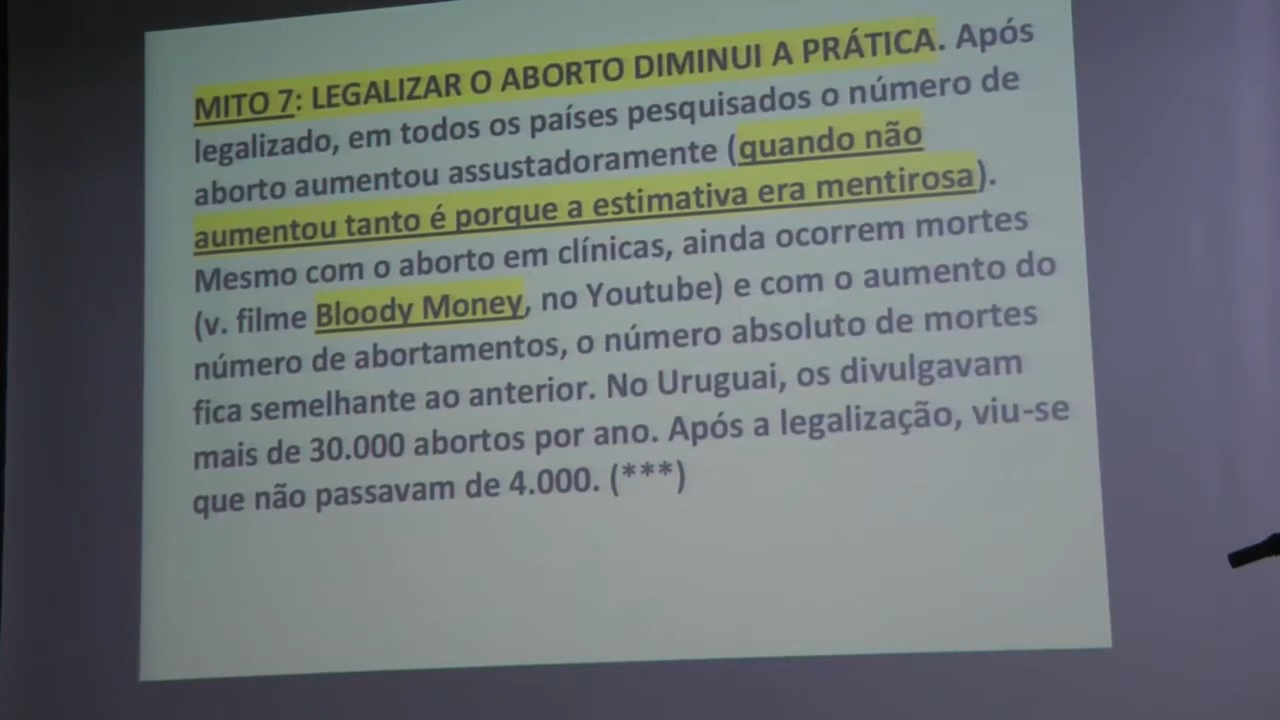 MITO 7: LEGALIZAR O ABORTO DIMINUI A PRÁTICA. Após
legalizado, em todos os países pesquisados o número de
aborto aumentou assustadoramente (quando não
aumentou tanto é porque a estimativa era mentirosa).
Mesmo com o aborto em clínicas, ainda ocorrem mortes
(v. filme Bloody Money, no Youtube) e com o aumento do
número de abortamentos, o número absoluto de mortes
fica semelhante ao anterior. No Uruguai, os divulgavam
mais de 30.000 abortos por ano. Após a legalização, viu-se
que não passavam de 4.000. (***)